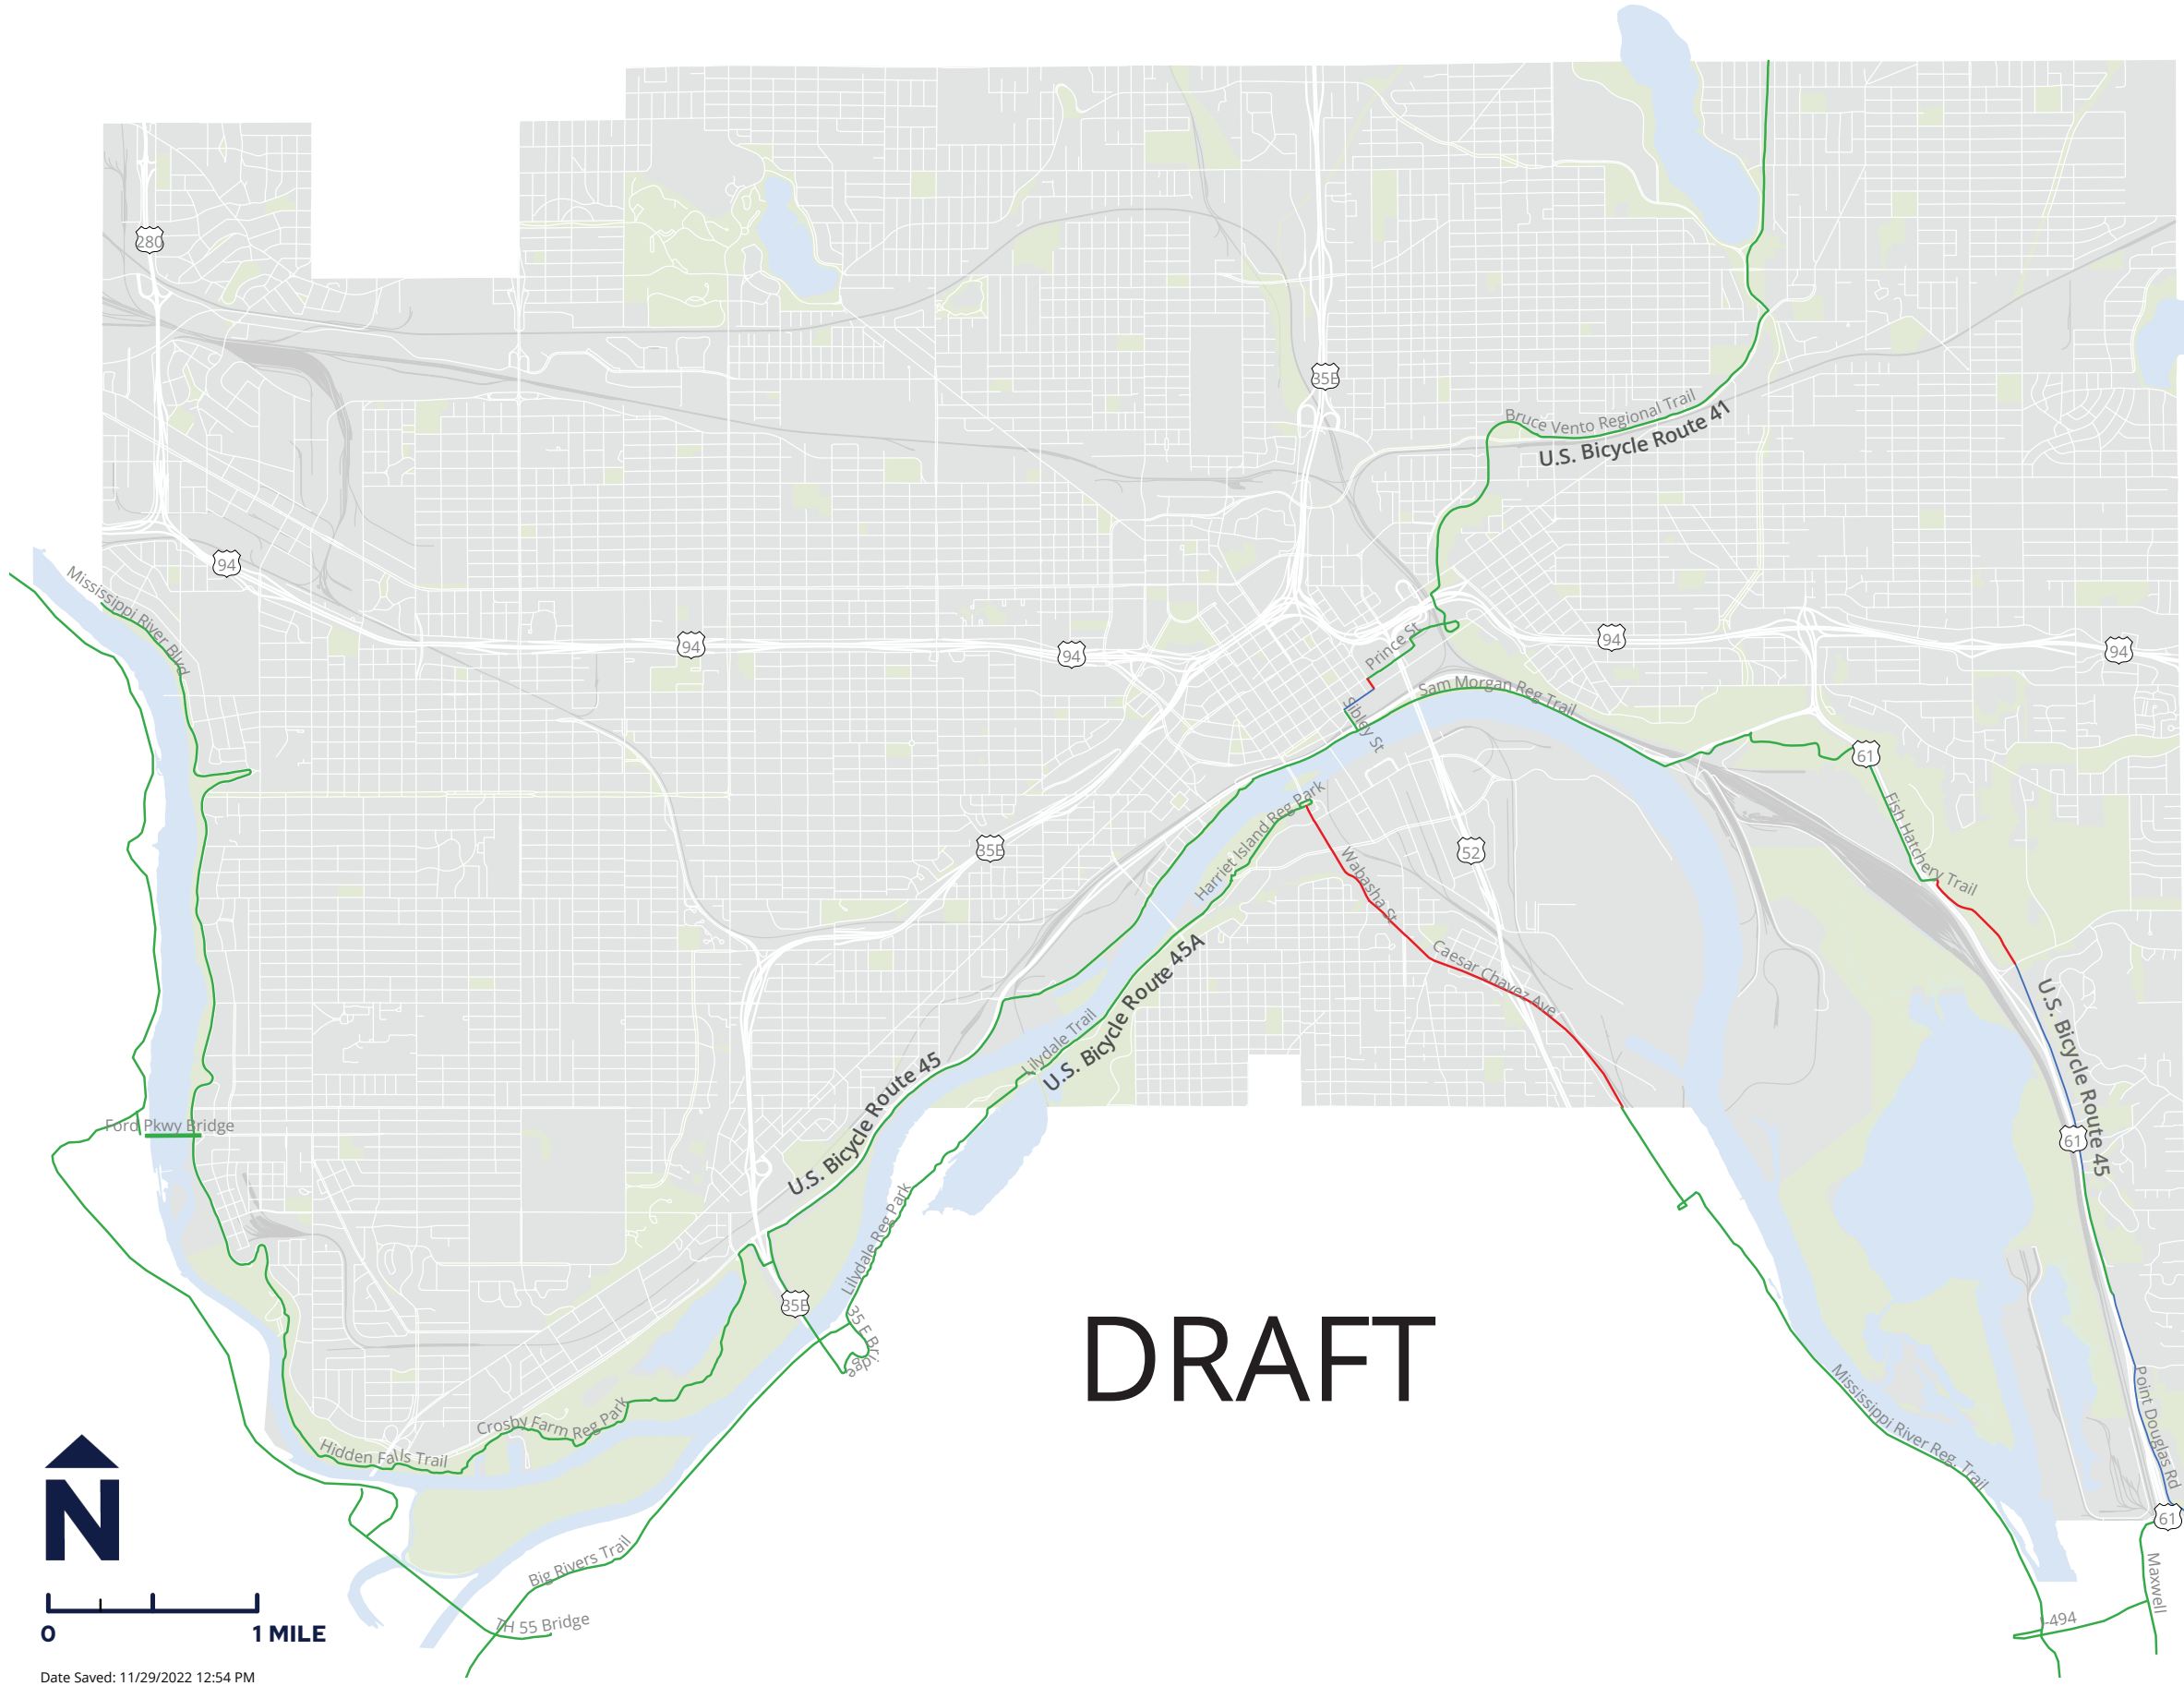 280
35E
Bruce Vento Regional Trail
U.S. Bicycle Route 41
94
Mississippi River Blvd
94
94
94
94
Prince St
Sibley St
Sam Morgan Reg Trail
61
Harriet Island Reg Park
35E
52
Wabasha St
Fish Hatchery Trail
Caesar Chavez Ave
U.S. Bicycle Route 45A
Lilydale Trail
U.S. Bicycle Route 45
U.S. Bicycle Route 45
Ford Pkwy Bridge
61
Lilydale Reg Park
35E
35 E Bridge
DRAFT
Point Douglas Rd
Mississippi River Reg. Trail
Crosby Farm Reg Park
Hidden Falls Trail
N
61
Big Rivers Trail
Maxwell
TH 55 Bridge
I-494
0
1 MILE
Date Saved: 11/29/2022 12:54 PM